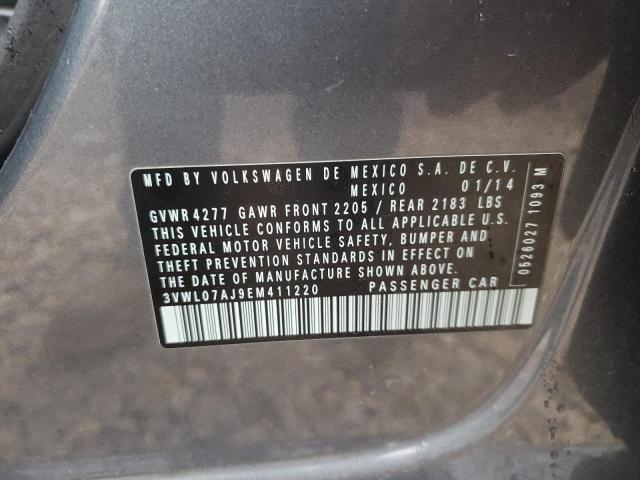 MFD BY VOLKSWAGEN DE MEXICO S.A. DE C.V.
MEXICO 01/14
GVWR 4277 GAWR FRONT 2205 / REAR 2183 LBS
THIS VEHICLE CONFORMS TO ALL APPLICABLE U.S.
FEDERAL MOTOR VEHICLE SAFETY, BUMPER AND
THEFT PREVENTION STANDARDS IN EFFECT ON
THE DATE OF MANUFACTURE SHOWN ABOVE.
3VWL07AJ9EM411220 PASSENGER CAR
0526027 1093 M